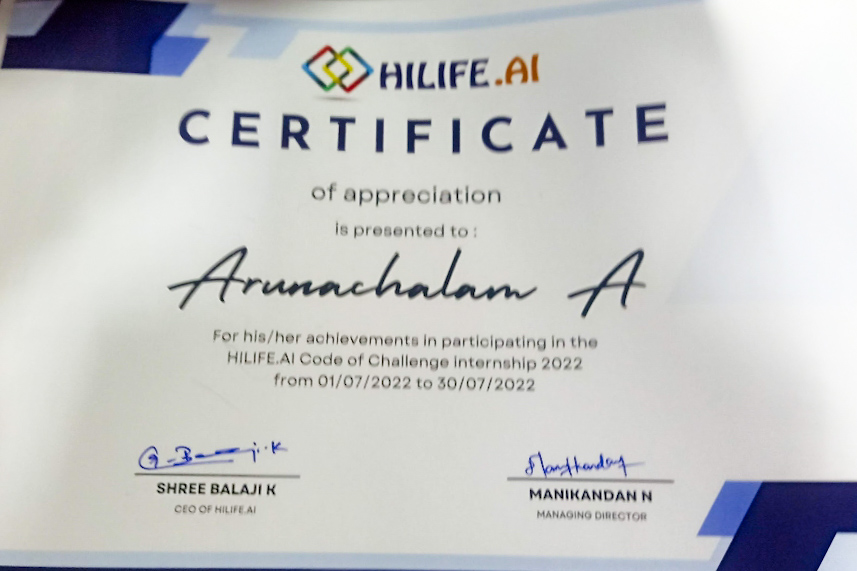 HILIFE.AI
CERTIFICATE
of appreciation
is presented to :
Arunachalam A
For his/her achievements in participating in the
HILIFE.AI Code of Challenge internship 2022
from 01/07/2022 to 30/07/2022
SHREE BALAJI K
CEO OF HILIFE.AI
MANIKANDAN N
MANAGING DIRECTOR